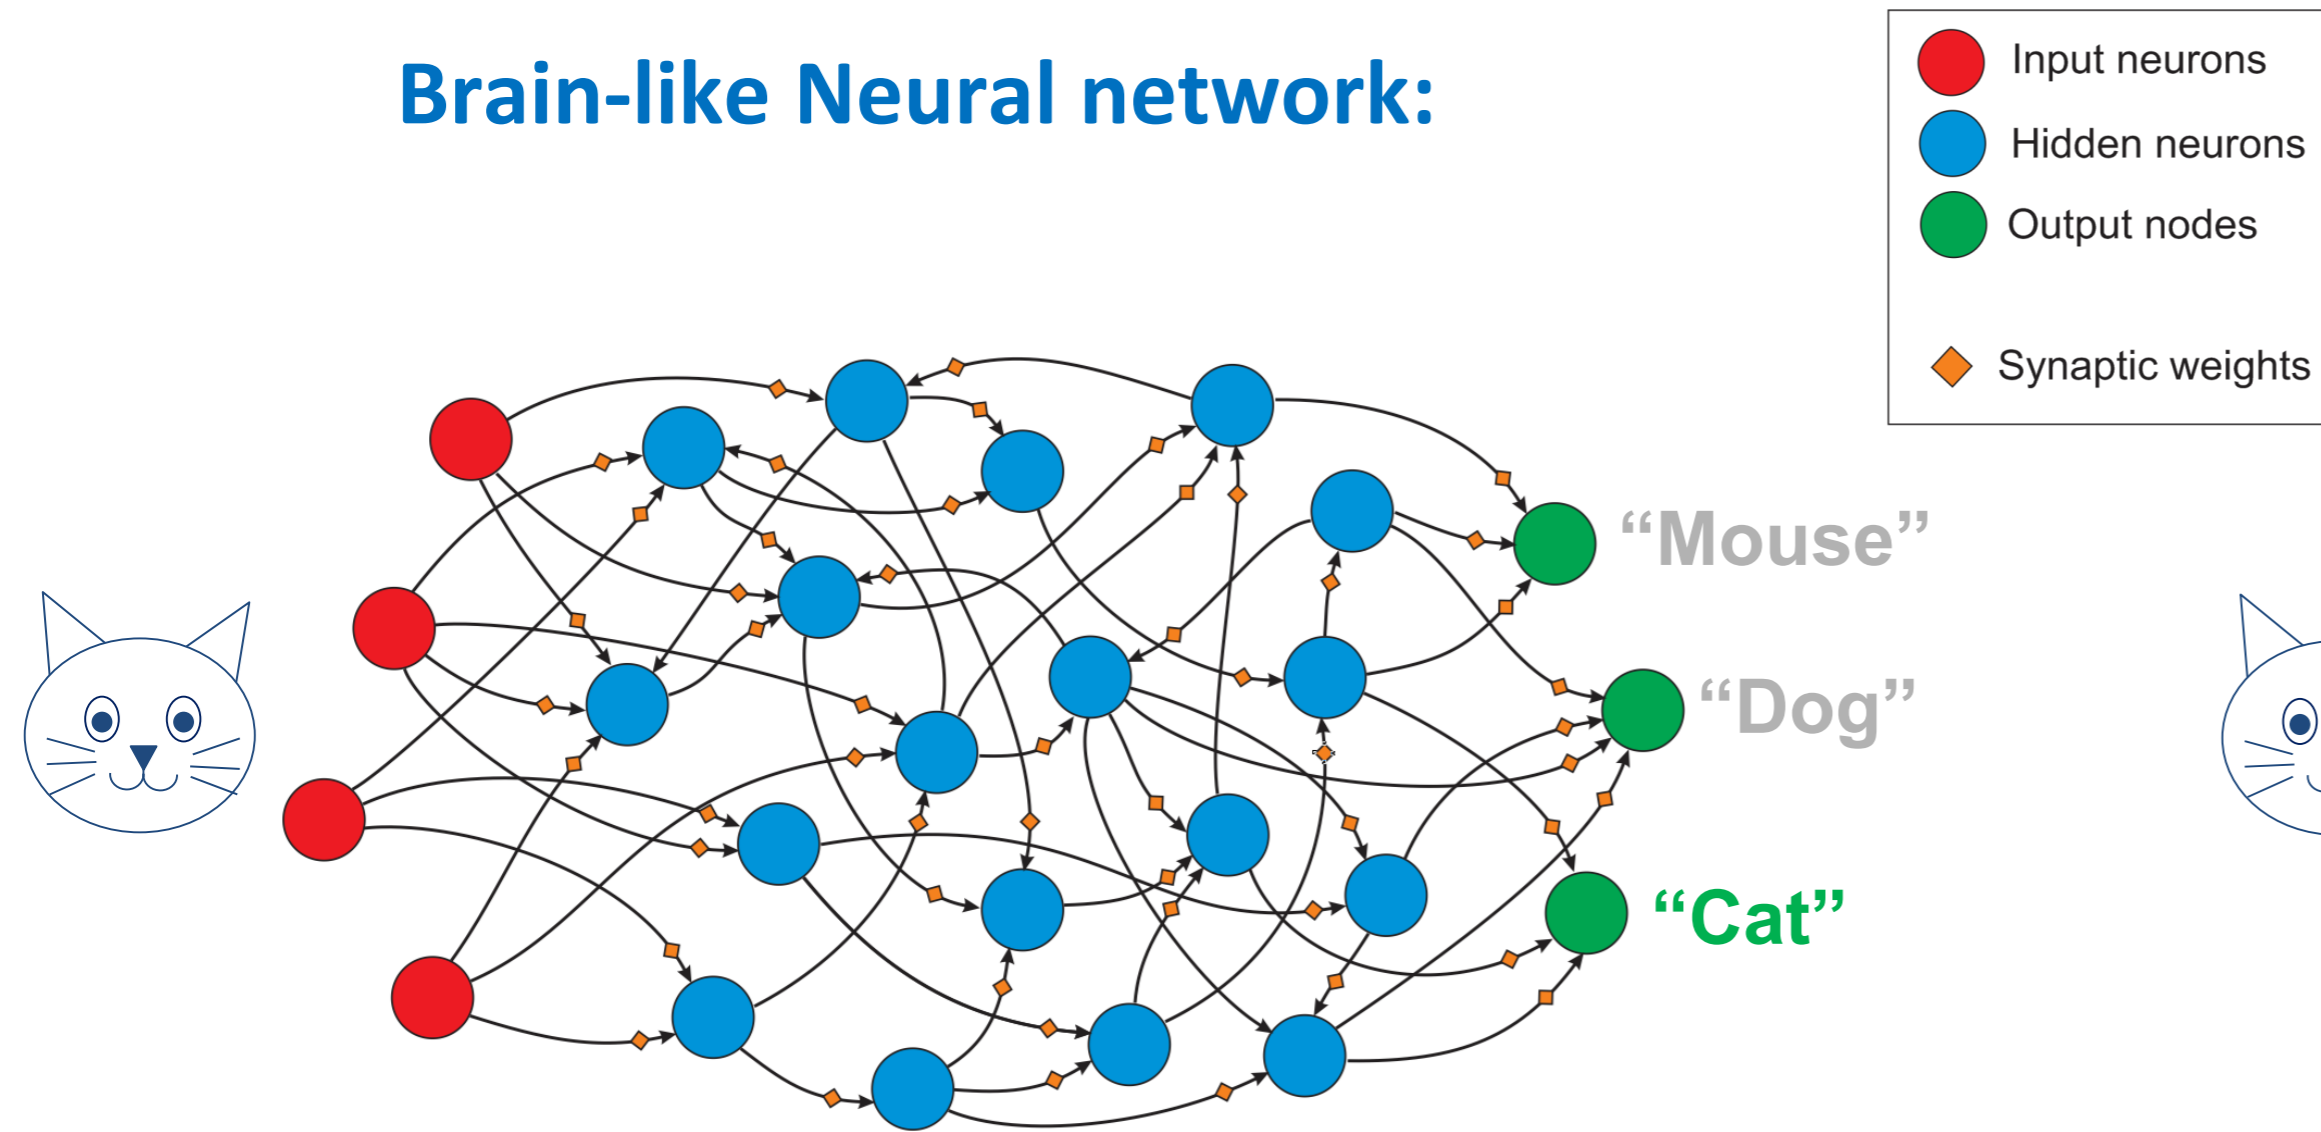 Brain-like Neural network:
Input neurons
Hidden neurons
Output nodes
Synaptic weights
“Mouse”
“Dog”
“Cat”